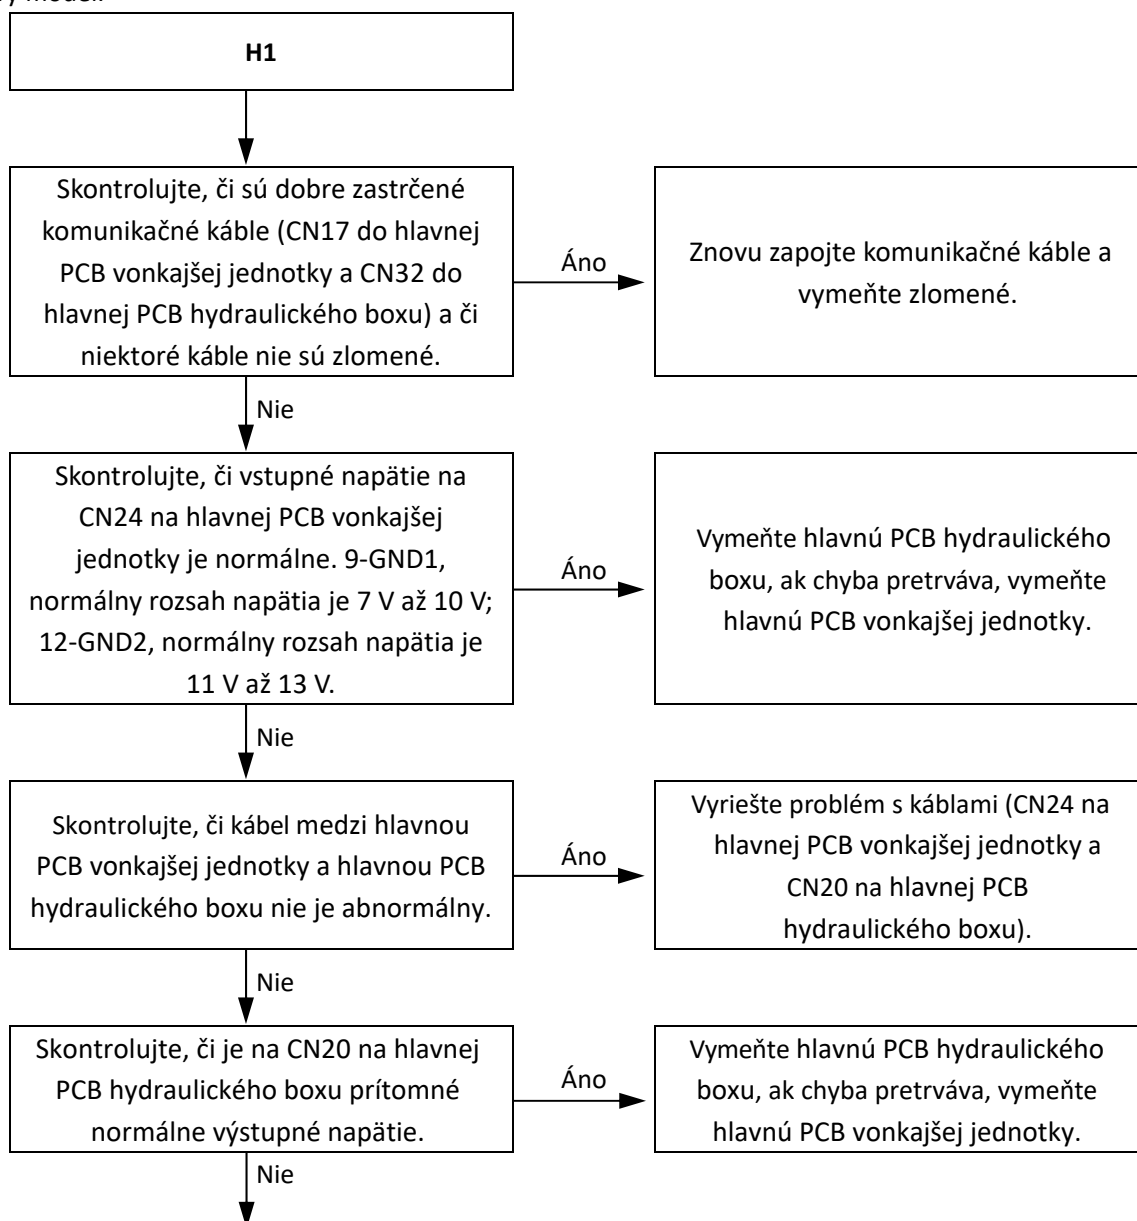 H1
Skontrolujte, či sú dobre zastrčené
komunikačné káble (CN17 do hlavnej
PCB vonkajšej jednotky a CN32 do
hlavnej PCB hydraulického boxu) a či
niektoré káble nie sú zlomené.
Áno
Znovu zapojte komunikačné káble a
vymeňte zlomené.
Nie
Skontrolujte, či vstupné napätie na
CN24 na hlavnej PCB vonkajšej
jednotky je normálne. 9-GND1,
normálny rozsah napätia je 7 V až 10 V;
12-GND2, normálny rozsah napätia je
11 V až 13 V.
Áno
Vymeňte hlavnú PCB hydraulického
boxu, ak chyba pretrváva, vymeňte
hlavnú PCB vonkajšej jednotky.
Nie
Skontrolujte, či kábel medzi hlavnou
PCB vonkajšej jednotky a hlavnou PCB
hydraulického boxu nie je abnormálny.
Áno
Vyriešte problém s káblami (CN24 na
hlavnej PCB vonkajšej jednotky a
CN20 na hlavnej PCB
hydraulického boxu).
Nie
Skontrolujte, či je na CN20 na hlavnej
PCB hydraulického boxu prítomné
normálne výstupné napätie.
Áno
Vymeňte hlavnú PCB hydraulického
boxu, ak chyba pretrváva, vymeňte
hlavnú PCB vonkajšej jednotky.
Nie